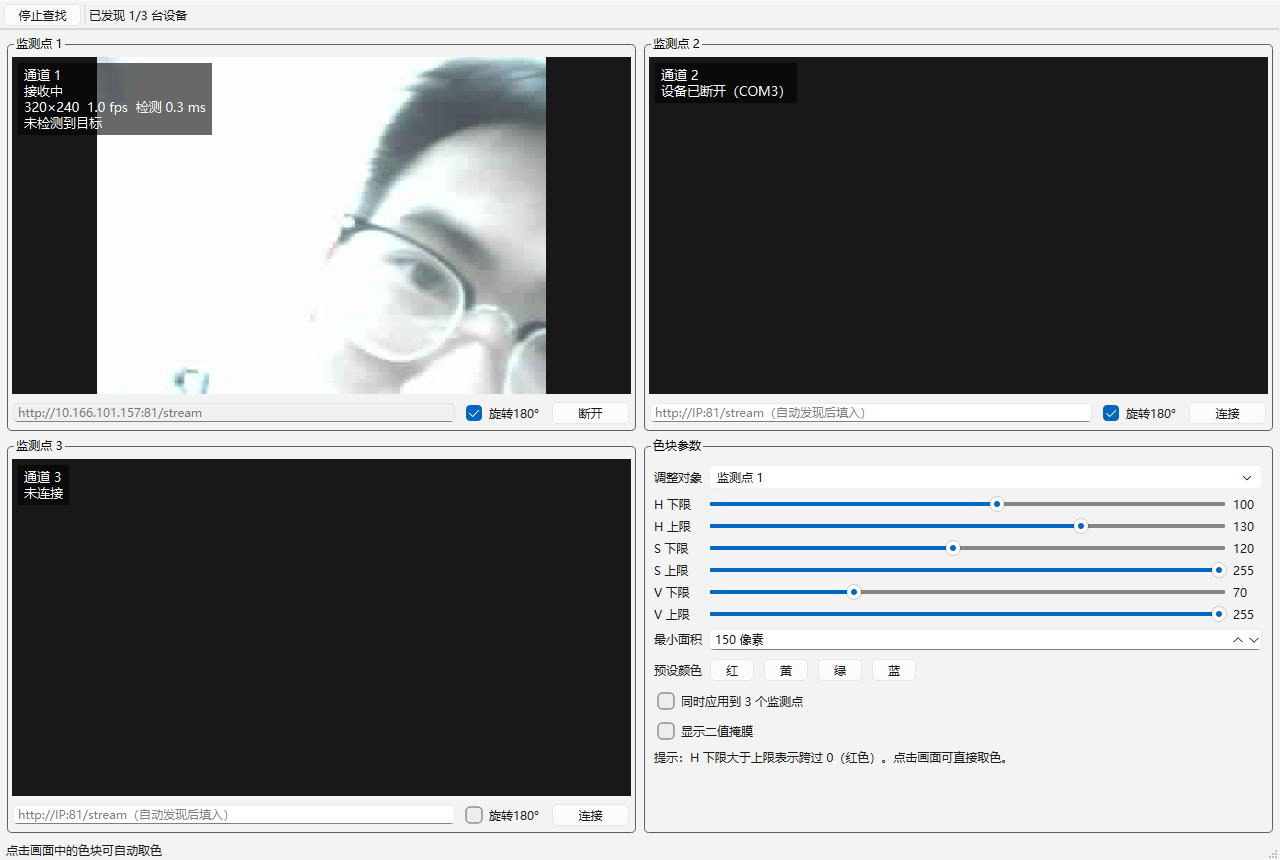 停止查找 已发现 1/3 台设备
监测点 1
通道 1
接收中
320×240 1.0 fps 检测 0.3 ms
未检测到目标
http://10.166.101.157:81/stream 旋转180° 断开
监测点 2
通道 2
设备已断开（COM3）
http://IP:81/stream（自动发现后填入） 旋转180° 连接
监测点 3
通道 3
未连接
http://IP:81/stream（自动发现后填入） 旋转180° 连接
色块参数
调整对象 监测点 1
H 下限 100
H 上限 130
S 下限 120
S 上限 255
V 下限 70
V 上限 255
最小面积 150 像素
预设颜色 红 黄 绿 蓝
同时应用到 3 个监测点
显示二值掩膜
提示：H 下限大于上限表示跨过 0（红色）。点击画面可直接取色。
点击画面中的色块可自动取色